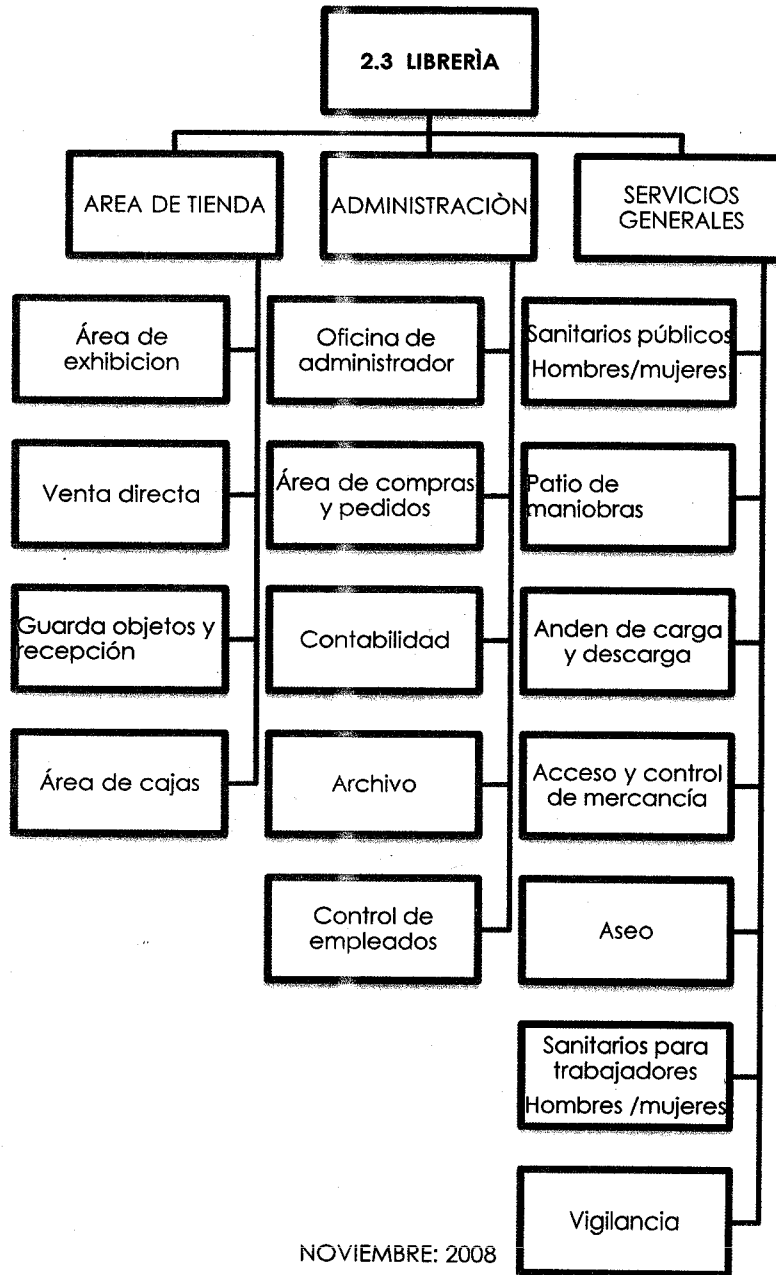 2.3 LIBRERÌA
AREA DE TIENDA
ADMINISTRACIÒN
SERVICIOS
GENERALES
Área de
exhibicion
Oficina de
administrador
Sanitarios públicos
Hombres/mujeres
Venta directa
Área de compras
y pedidos
Patio de
maniobras
Guarda objetos y
recepción
Contabilidad
Anden de carga
y descarga
Área de cajas
Archivo
Acceso y control
de mercancía
Control de
empleados
Aseo
Sanitarios para
trabajadores
Hombres /mujeres
Vigilancia
NOVIEMBRE: 2008